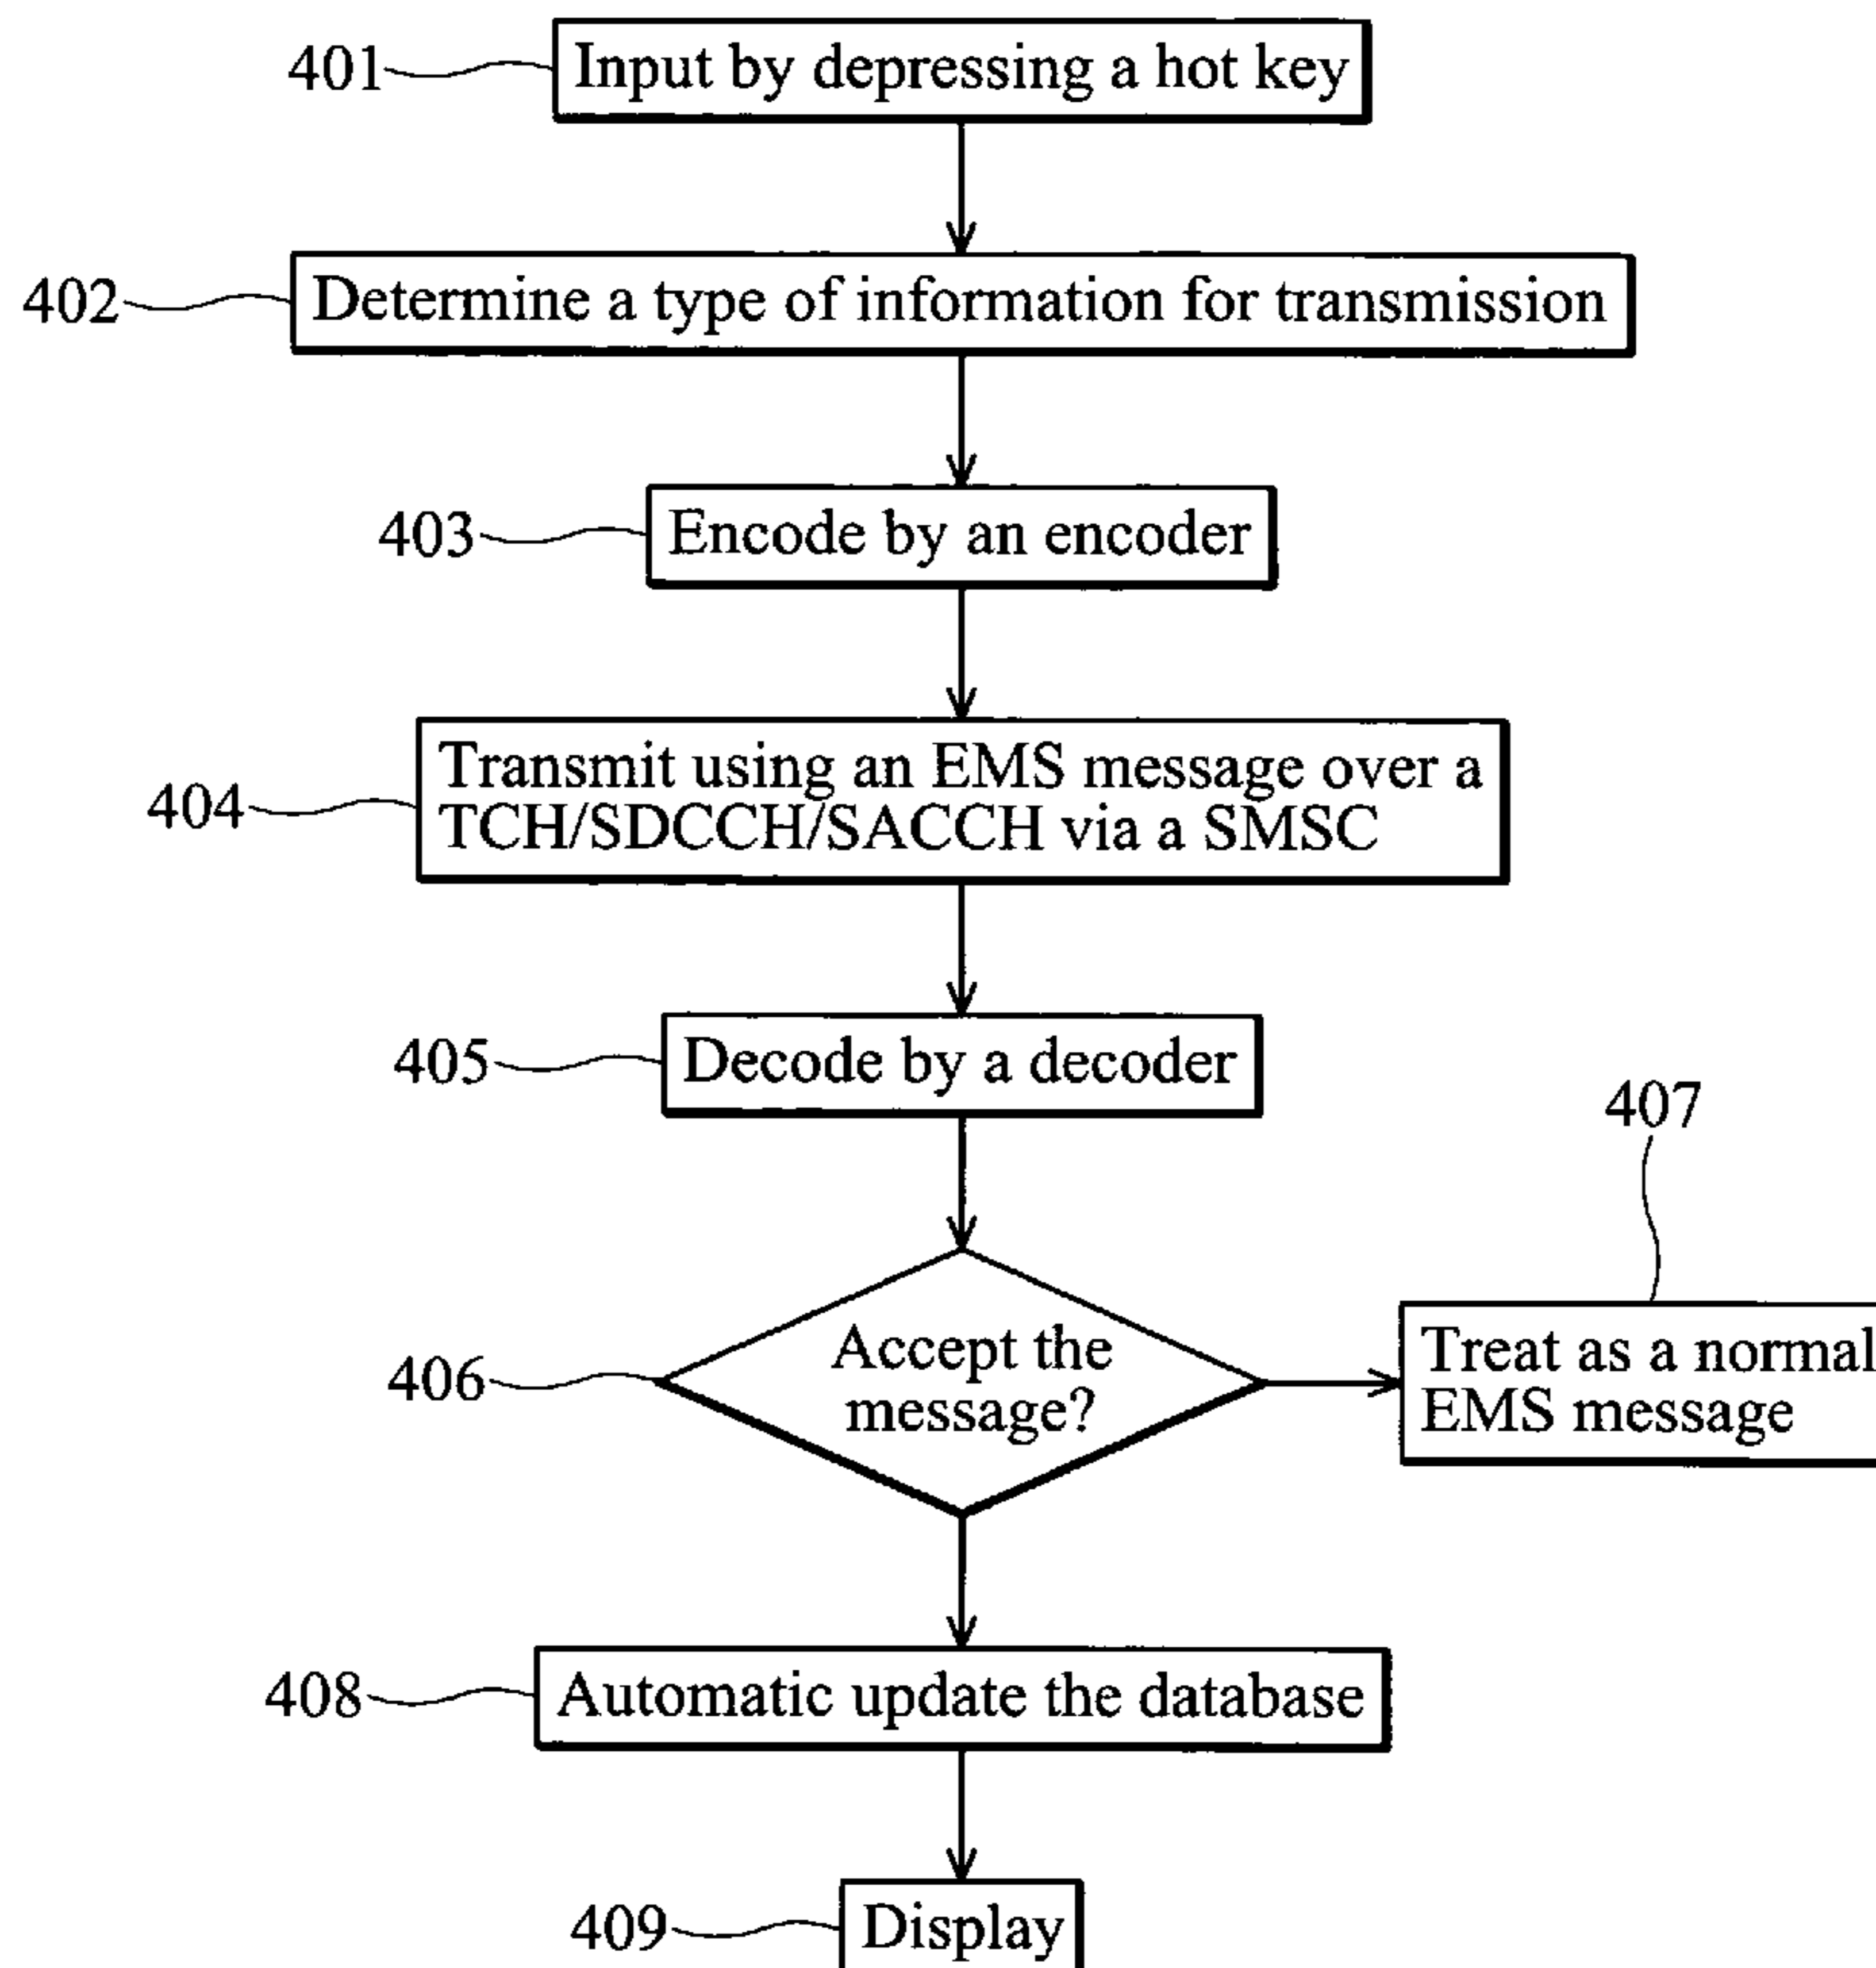 401
Input by depressing a hot key
402
Determine a type of information for transmission
403
Encode by an encoder
404
Transmit using an EMS message over a
TCH/SDCCH/SACCH via a SMSC
405
Decode by a decoder
407
406
Accept the
message?
Treat as a normal
EMS message
408
Automatic update the database
409
Display